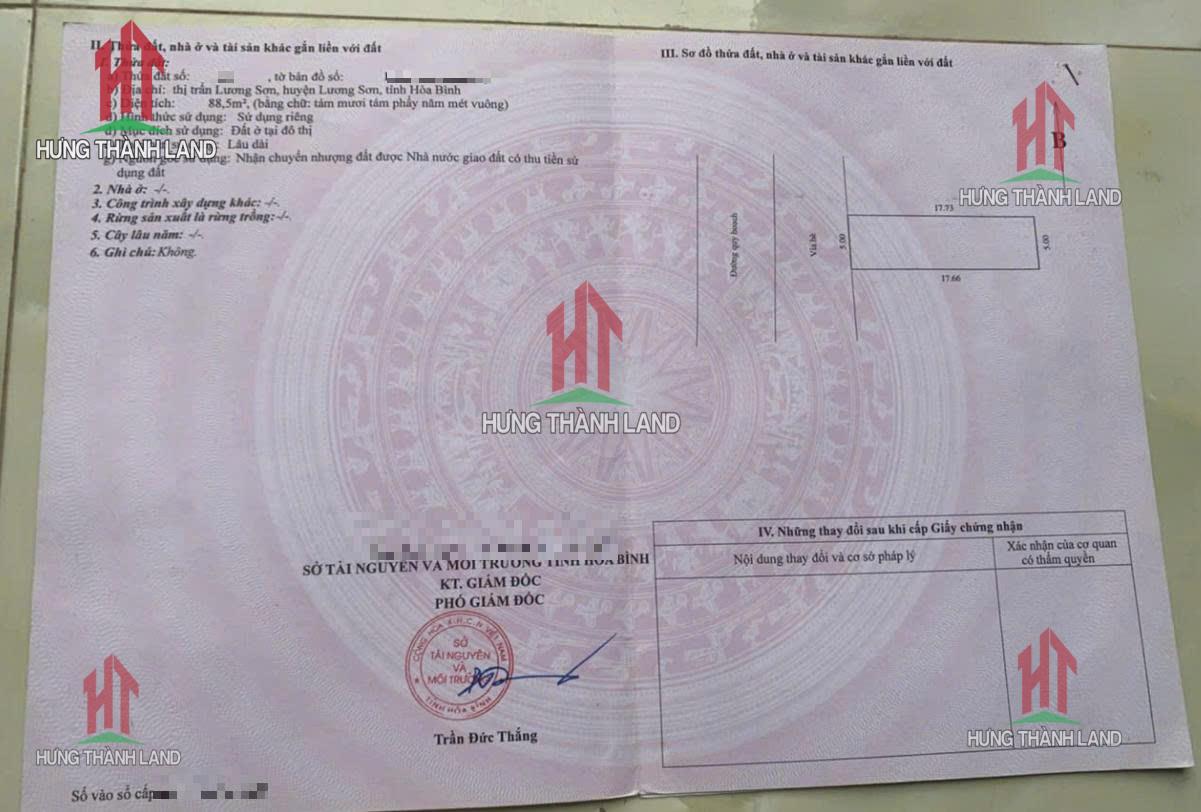 II. Thửa đất, nhà ở và tài sản khác gắn liền với đất
1. Thửa đất:
a) Thửa đất số: , tờ bản đồ số:
b) Địa chỉ: thị trấn Lương Sơn, huyện Lương Sơn, tỉnh Hòa Bình
c) Diện tích: 88,5m², (bằng chữ: tám mươi tám phẩy năm mét vuông)
d) Hình thức sử dụng: Sử dụng riêng
đ) Mục đích sử dụng: Đất ở tại đô thị
Lâu dài
g) Nguồn gốc sử dụng: Nhận chuyển nhượng đất được Nhà nước giao đất có thu tiền sử
dụng đất
2. Nhà ở: -/-.
3. Công trình xây dựng khác: -/-.
4. Rừng sản xuất là rừng trồng: -/-.
5. Cây lâu năm: -/-.
6. Ghi chú: Không.
HƯNG THÀNH LAND
SỞ TÀI NGUYÊN VÀ MÔI TRƯỜNG TỈNH HÒA BÌNH
KT. GIÁM ĐỐC
PHÓ GIÁM ĐỐC
CỘNG HÒA X.H.C.N VIỆT NAM
SỞ
TÀI NGUYÊN
VÀ
MÔI TRƯỜNG
TỈNH HÒA BÌNH
Trần Đức Thắng
HƯNG THÀNH LAND
Số vào sổ cấp
III. Sơ đồ thửa đất, nhà ở và tài sản khác gắn liền với đất
B
HƯNG THÀNH LAND
17.73
Đường quy hoạch
Vỉa hè
5.00
5.00
17.66
HT
HƯNG THÀNH LAND
IV. Những thay đổi sau khi cấp Giấy chứng nhận
Nội dung thay đổi và cơ sở pháp lý
Xác nhận của cơ quan
có thẩm quyền
HƯNG THÀNH LAND